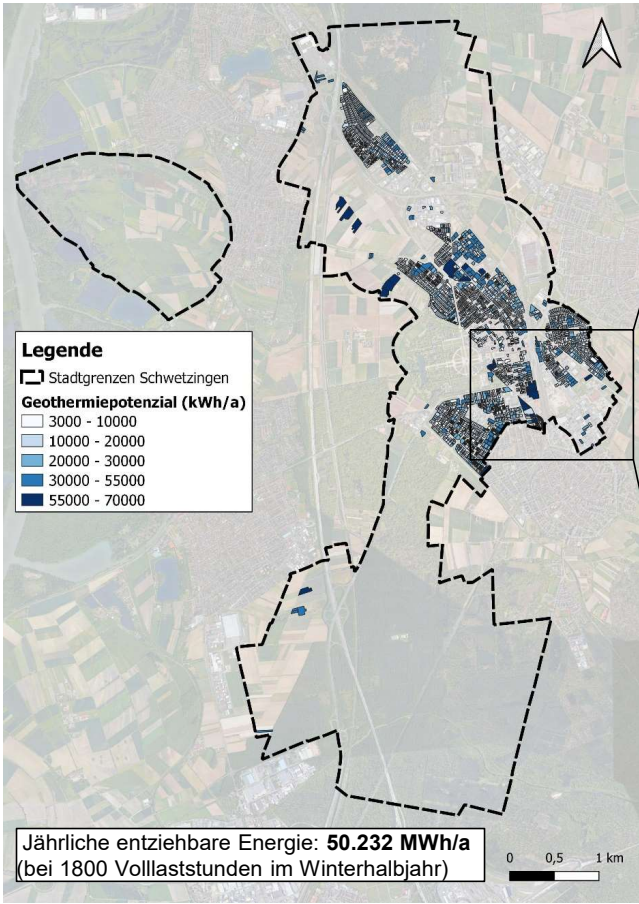 Legende
Stadtgrenzen Schwetzingen
Geothermiepotenzial (kWh/a)
3000 - 10000
10000 - 20000
20000 - 30000
30000 - 55000
55000 - 70000
Jährliche entziehbare Energie: 50.232 MWh/a
(bei 1800 Volllaststunden im Winterhalbjahr)
0 0,5 1 km